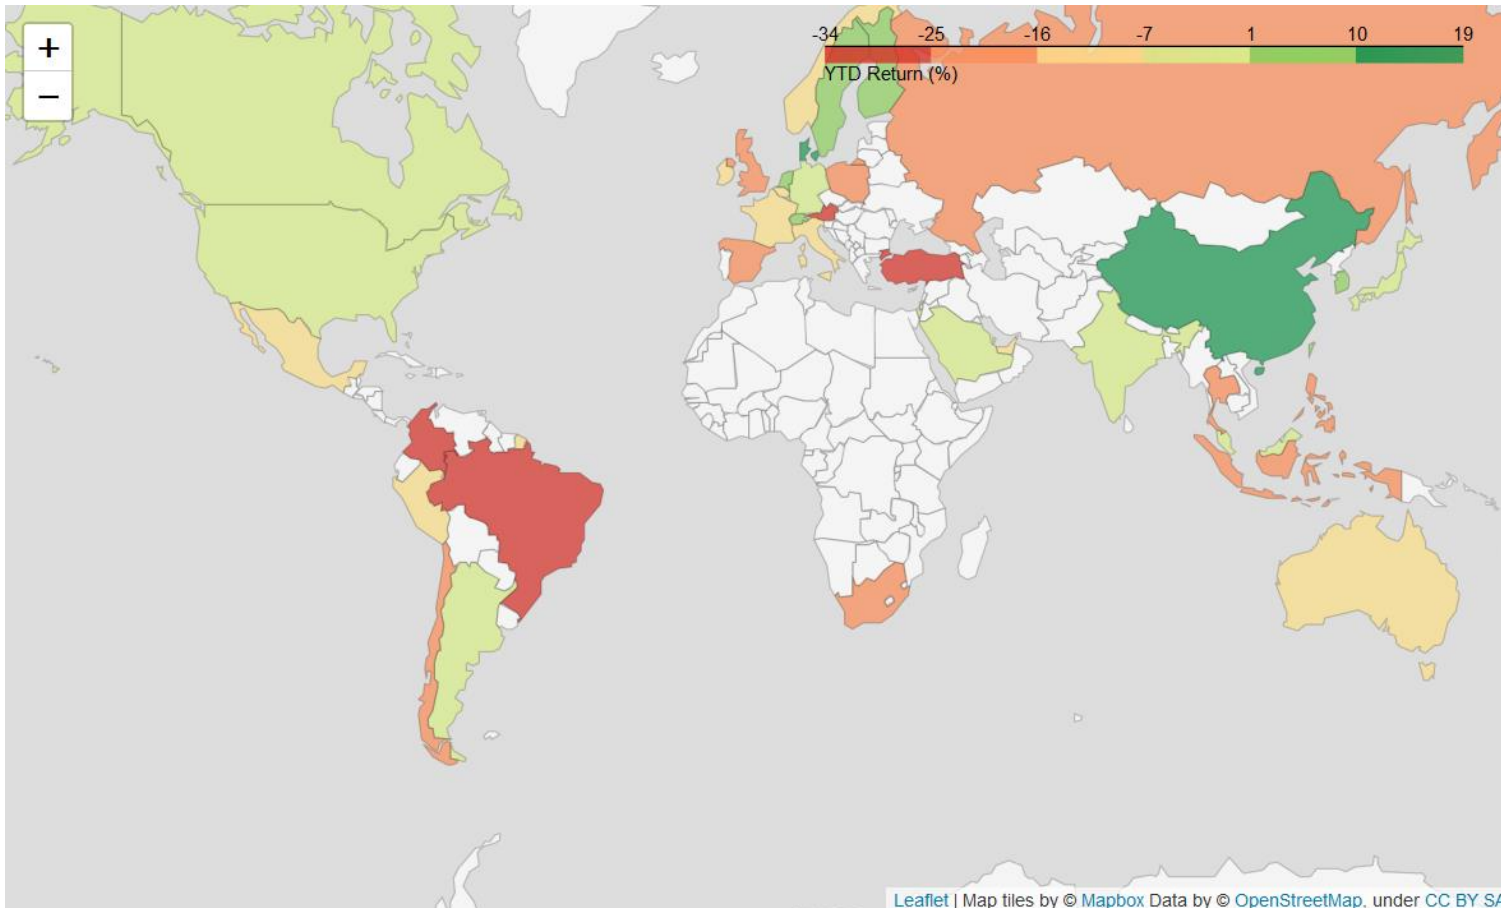 +
−
-34 -25 -16 -7 1 10 19
YTD Return (%)
Leaflet | Map tiles by © Mapbox Data by © OpenStreetMap, under CC BY SA